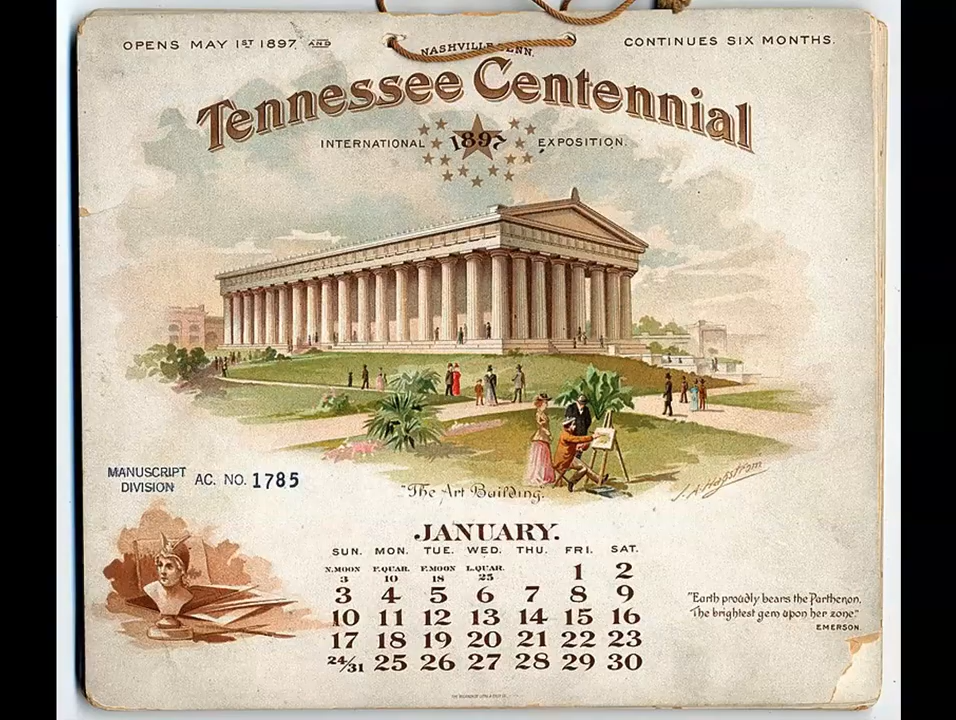 OPENS MAY 1ST 1897, AND
NASHVILLE TENN.
CONTINUES SIX MONTHS.
Tennessee Centennial
INTERNATIONAL 1897 EXPOSITION.
MANUSCRIPT DIVISION AC. NO. 1785
"The Art Building.
J. A. Hagstrom
JANUARY.
SUN. MON. TUE. WED. THU. FRI. SAT.
N.MOON 3 F.QUAR. 10 F.MOON 18 L.QUAR. 25 1 2
3 4 5 6 7 8 9
10 11 12 13 14 15 16
17 18 19 20 21 22 23
24/31 25 26 27 28 29 30
"Earth proudly bears the Parthenon,
The brightest gem upon her zone."
EMERSON.